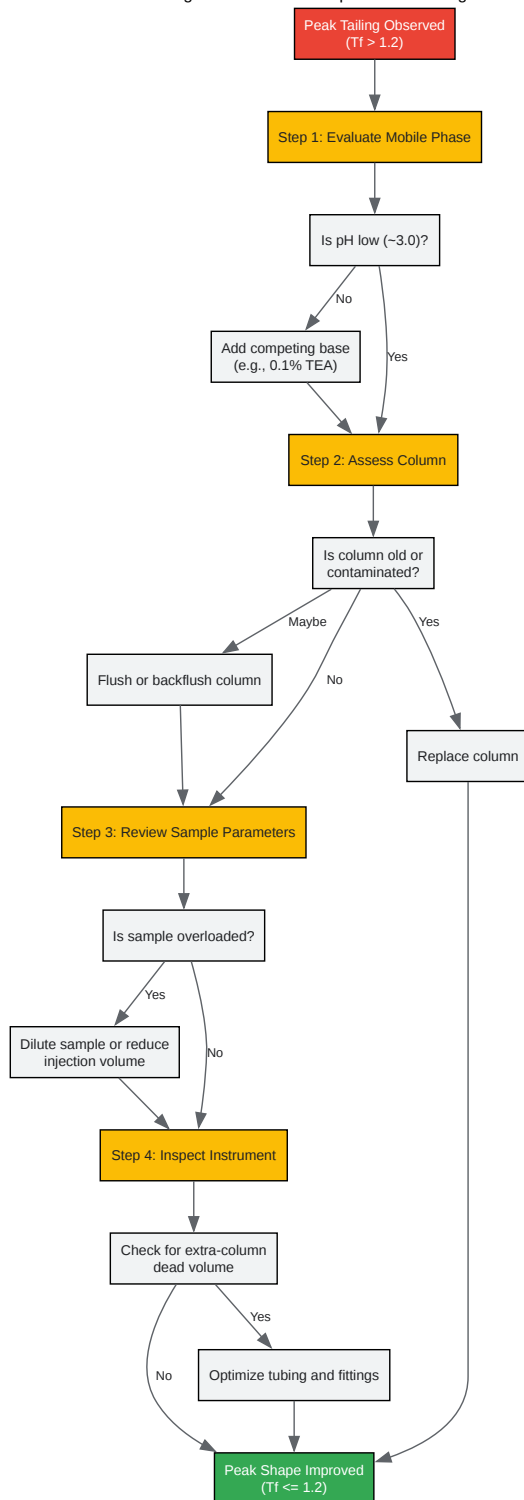 Peak Tailing Observed
(Tf > 1.2)
Step 1: Evaluate Mobile Phase
Is pH low (~3.0)?
No
Add competing base
(e.g., 0.1% TEA)
Yes
Step 2: Assess Column
Is column old or
contaminated?
Maybe
Yes
Flush or backflush column
No
Replace column
Step 3: Review Sample Parameters
Is sample overloaded?
Yes
Dilute sample or reduce
injection volume
No
Step 4: Inspect Instrument
Check for extra-column
dead volume
Yes
No
Optimize tubing and fittings
Peak Shape Improved
(Tf <= 1.2)